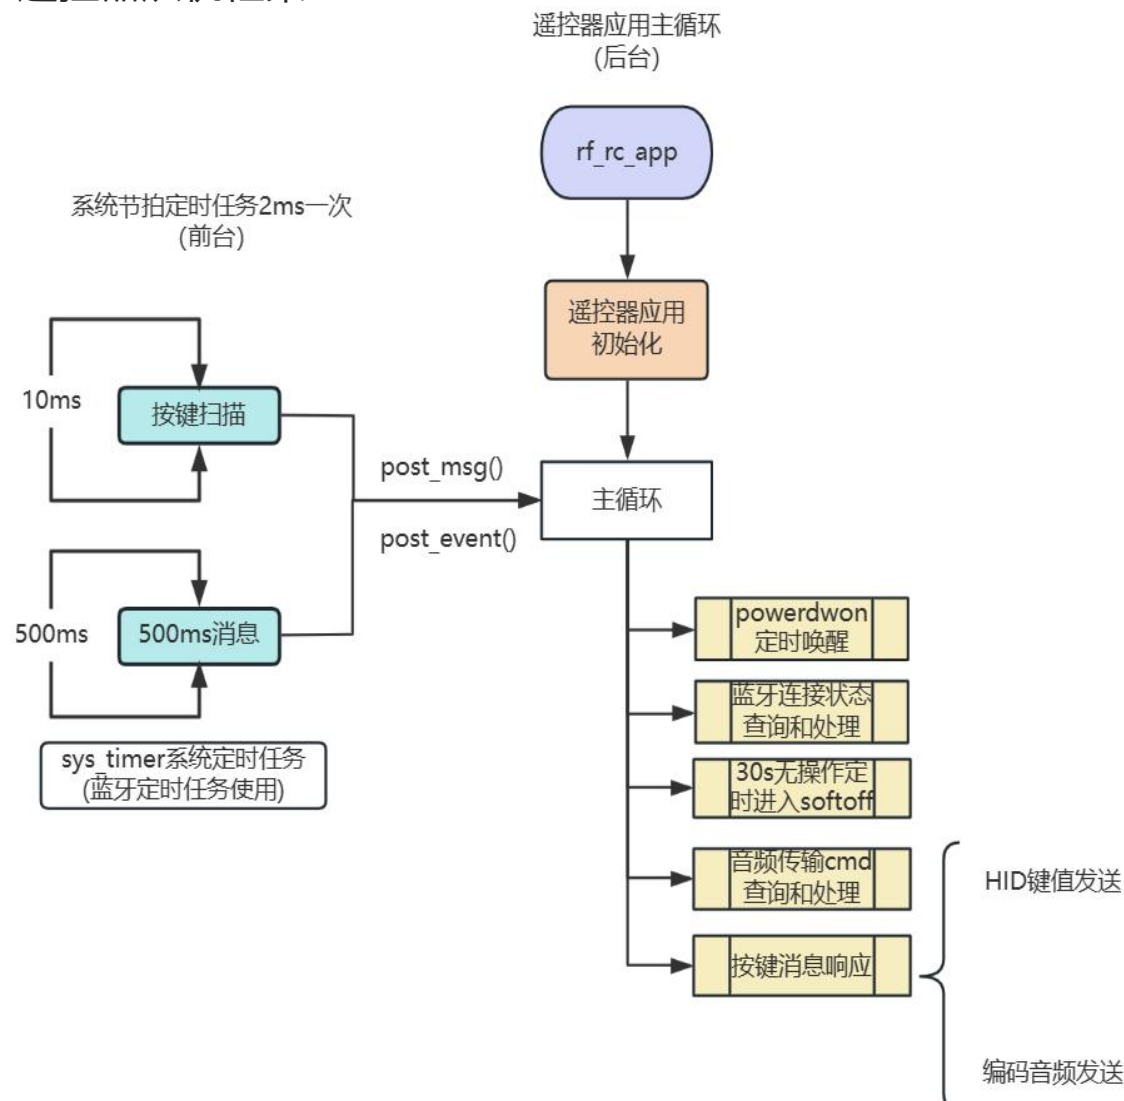 遥控器应用主循环
(后台)
rf_rc_app
系统节拍定时任务2ms一次
(前台)
遥控器应用
初始化
10ms
按键扫描
post_msg()
主循环
post_event()
500ms
500ms消息
powerdwon
定时唤醒
蓝牙连接状态
查询和处理
sys_timer系统定时任务
(蓝牙定时任务使用)
30s无操作定
时进入softoff
音频传输cmd
查询和处理
HID键值发送
按键消息响应
编码音频发送